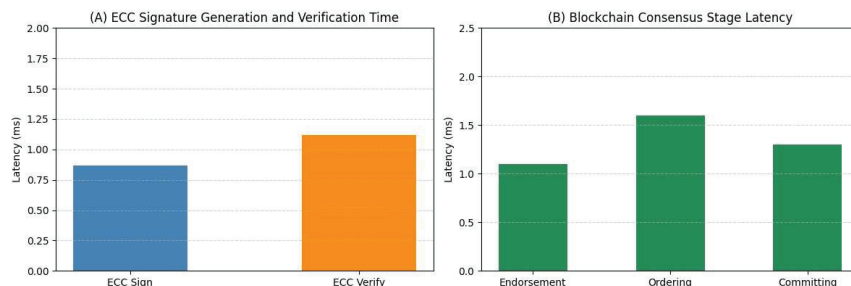 (A) ECC Signature Generation and Verification Time
2.00
1.75
1.50
1.25
1.00
0.75
0.50
0.25
0.00
Latency (ms)
ECC Sign
ECC Verify
(B) Blockchain Consensus Stage Latency
2.5
2.0
1.5
1.0
0.5
0.0
Latency (ms)
Endorsement
Ordering
Committing